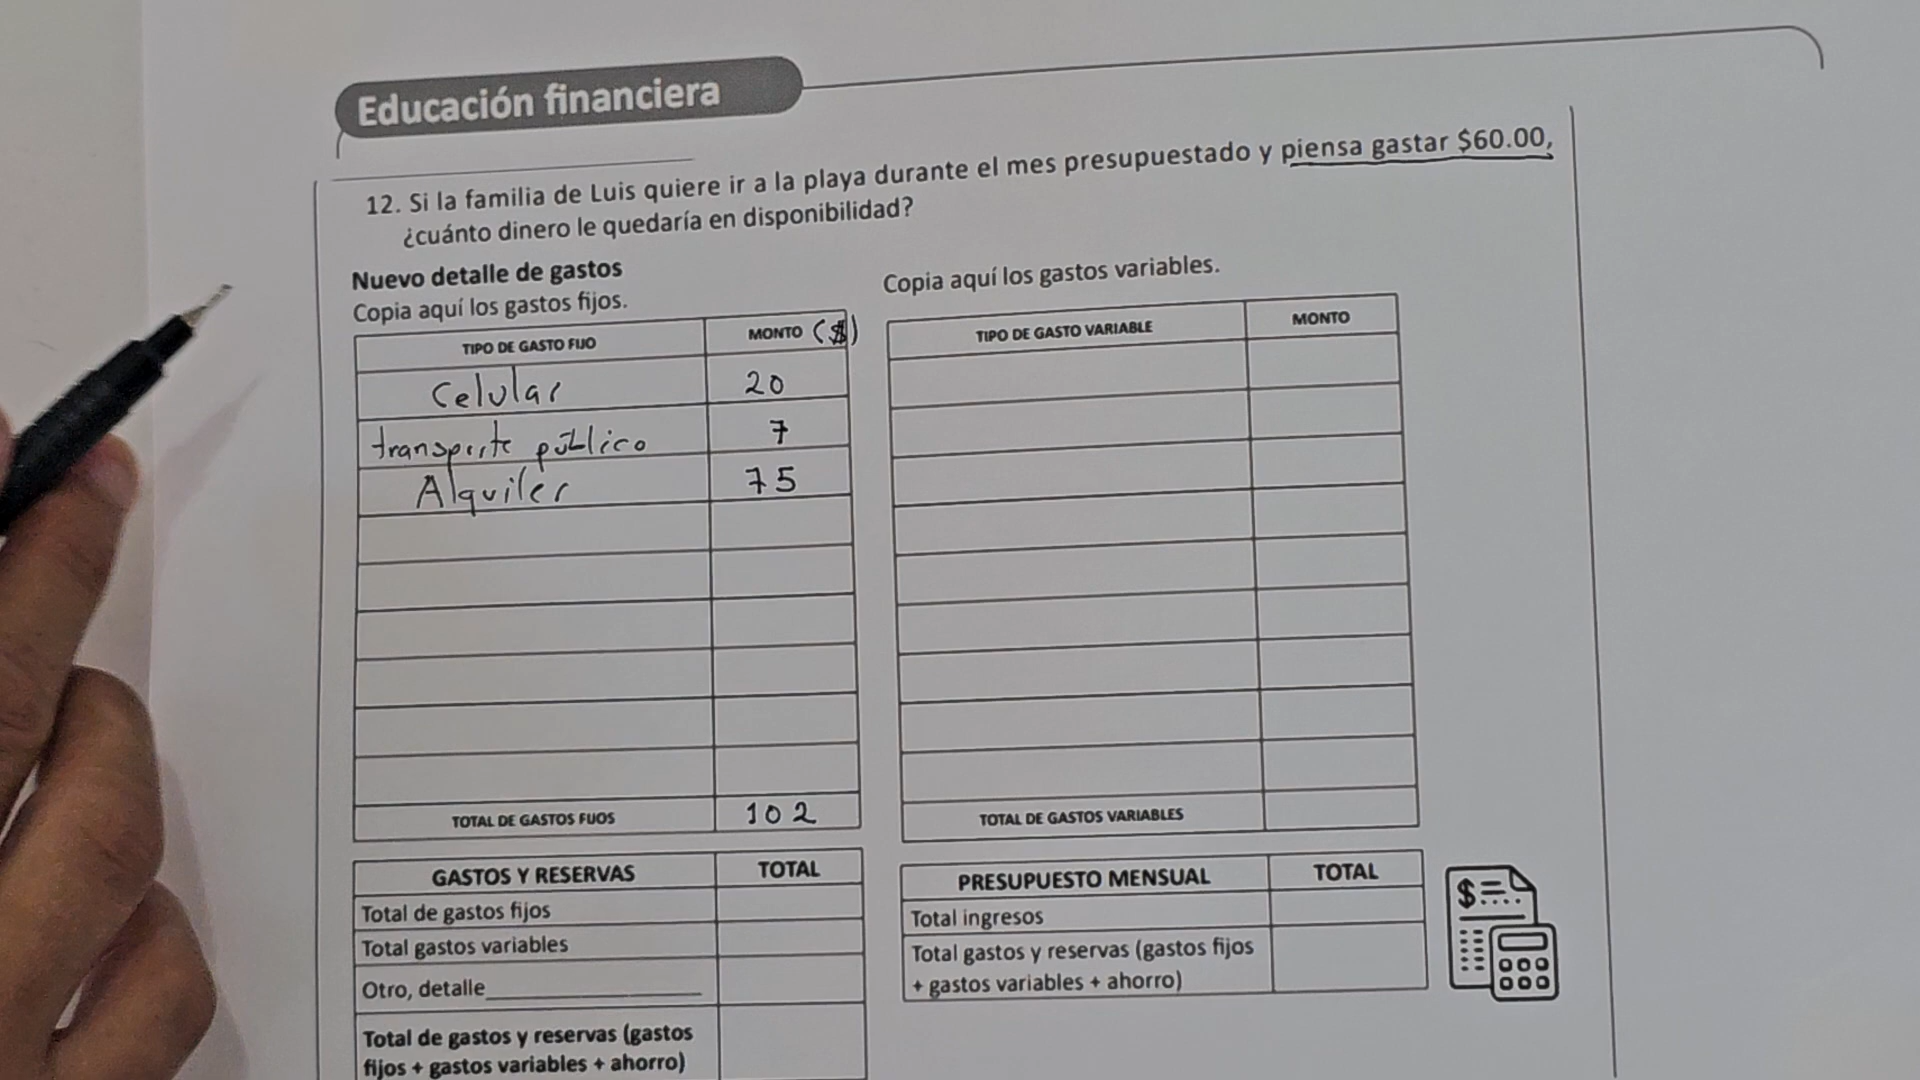 Educación financiera
12. Si la familia de Luis quiere ir a la playa durante el mes presupuestado y piensa gastar $60.00,
¿cuánto dinero le quedaría en disponibilidad?
Nuevo detalle de gastos
Copia aquí los gastos fijos.
TIPO DE GASTO FIJO MONTO ($)
Celular 20
transporte público 7
Alquiler 75
TOTAL DE GASTOS FIJOS 102
Copia aquí los gastos variables.
TIPO DE GASTO VARIABLE MONTO
TOTAL DE GASTOS VARIABLES
GASTOS Y RESERVAS TOTAL
Total de gastos fijos
Total gastos variables
Otro, detalle
Total de gastos y reservas (gastos
fijos + gastos variables + ahorro)
PRESUPUESTO MENSUAL TOTAL
Total ingresos
Total gastos y reservas (gastos fijos
+ gastos variables + ahorro)
$